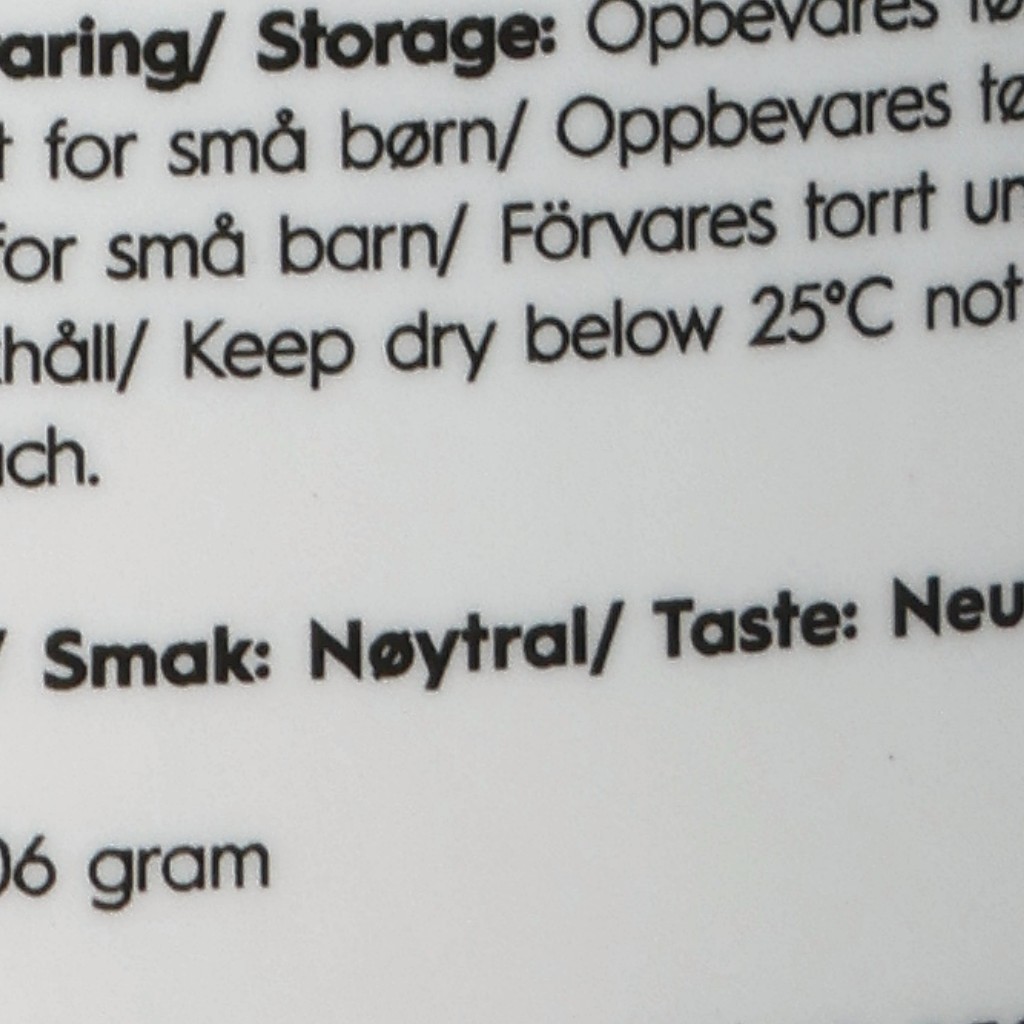 aring/ Storage: Opbevares
for små børn/ Oppbevares
for små barn/ Förvares torrt
håll/ Keep dry below 25°C not
ch.
/ Smak: Nøytral/ Taste: Neu
06 gram